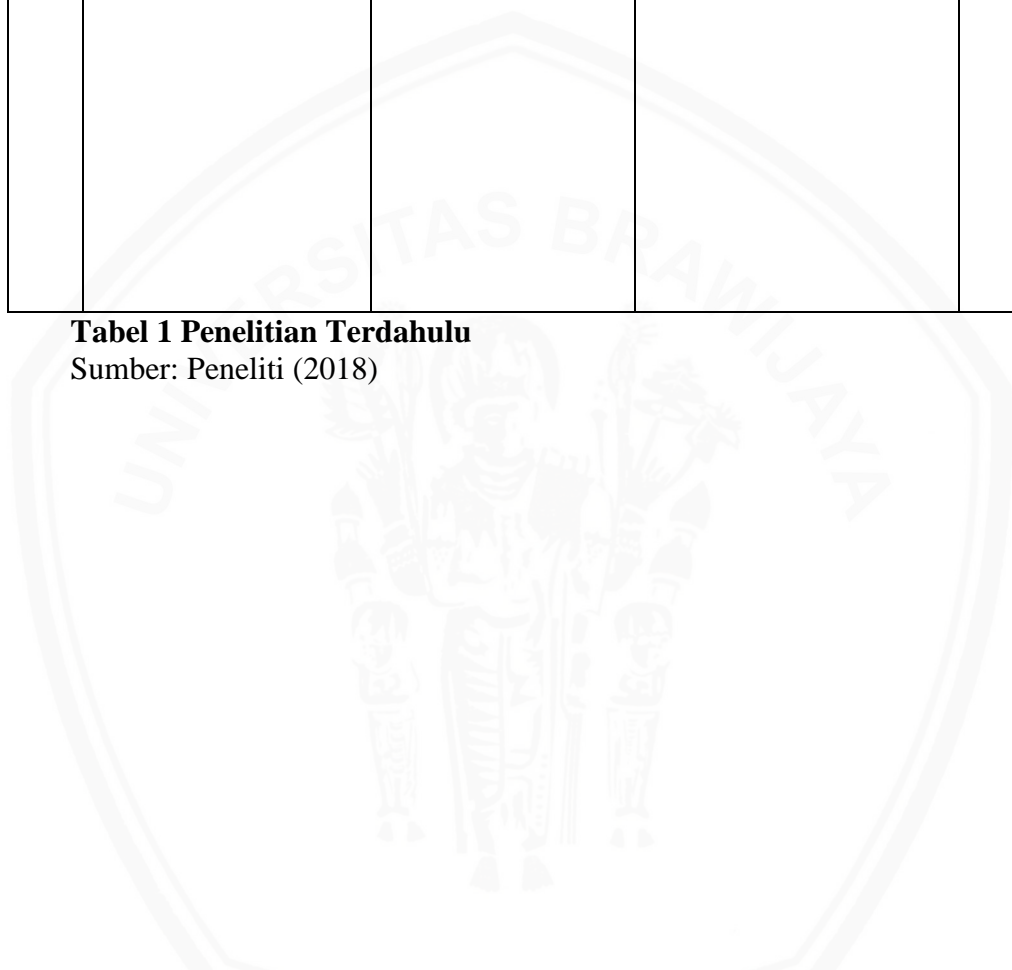 UNIVERSITAS BRAWIJAYA
Tabel 1 Penelitian Terdahulu
Sumber: Peneliti (2018)